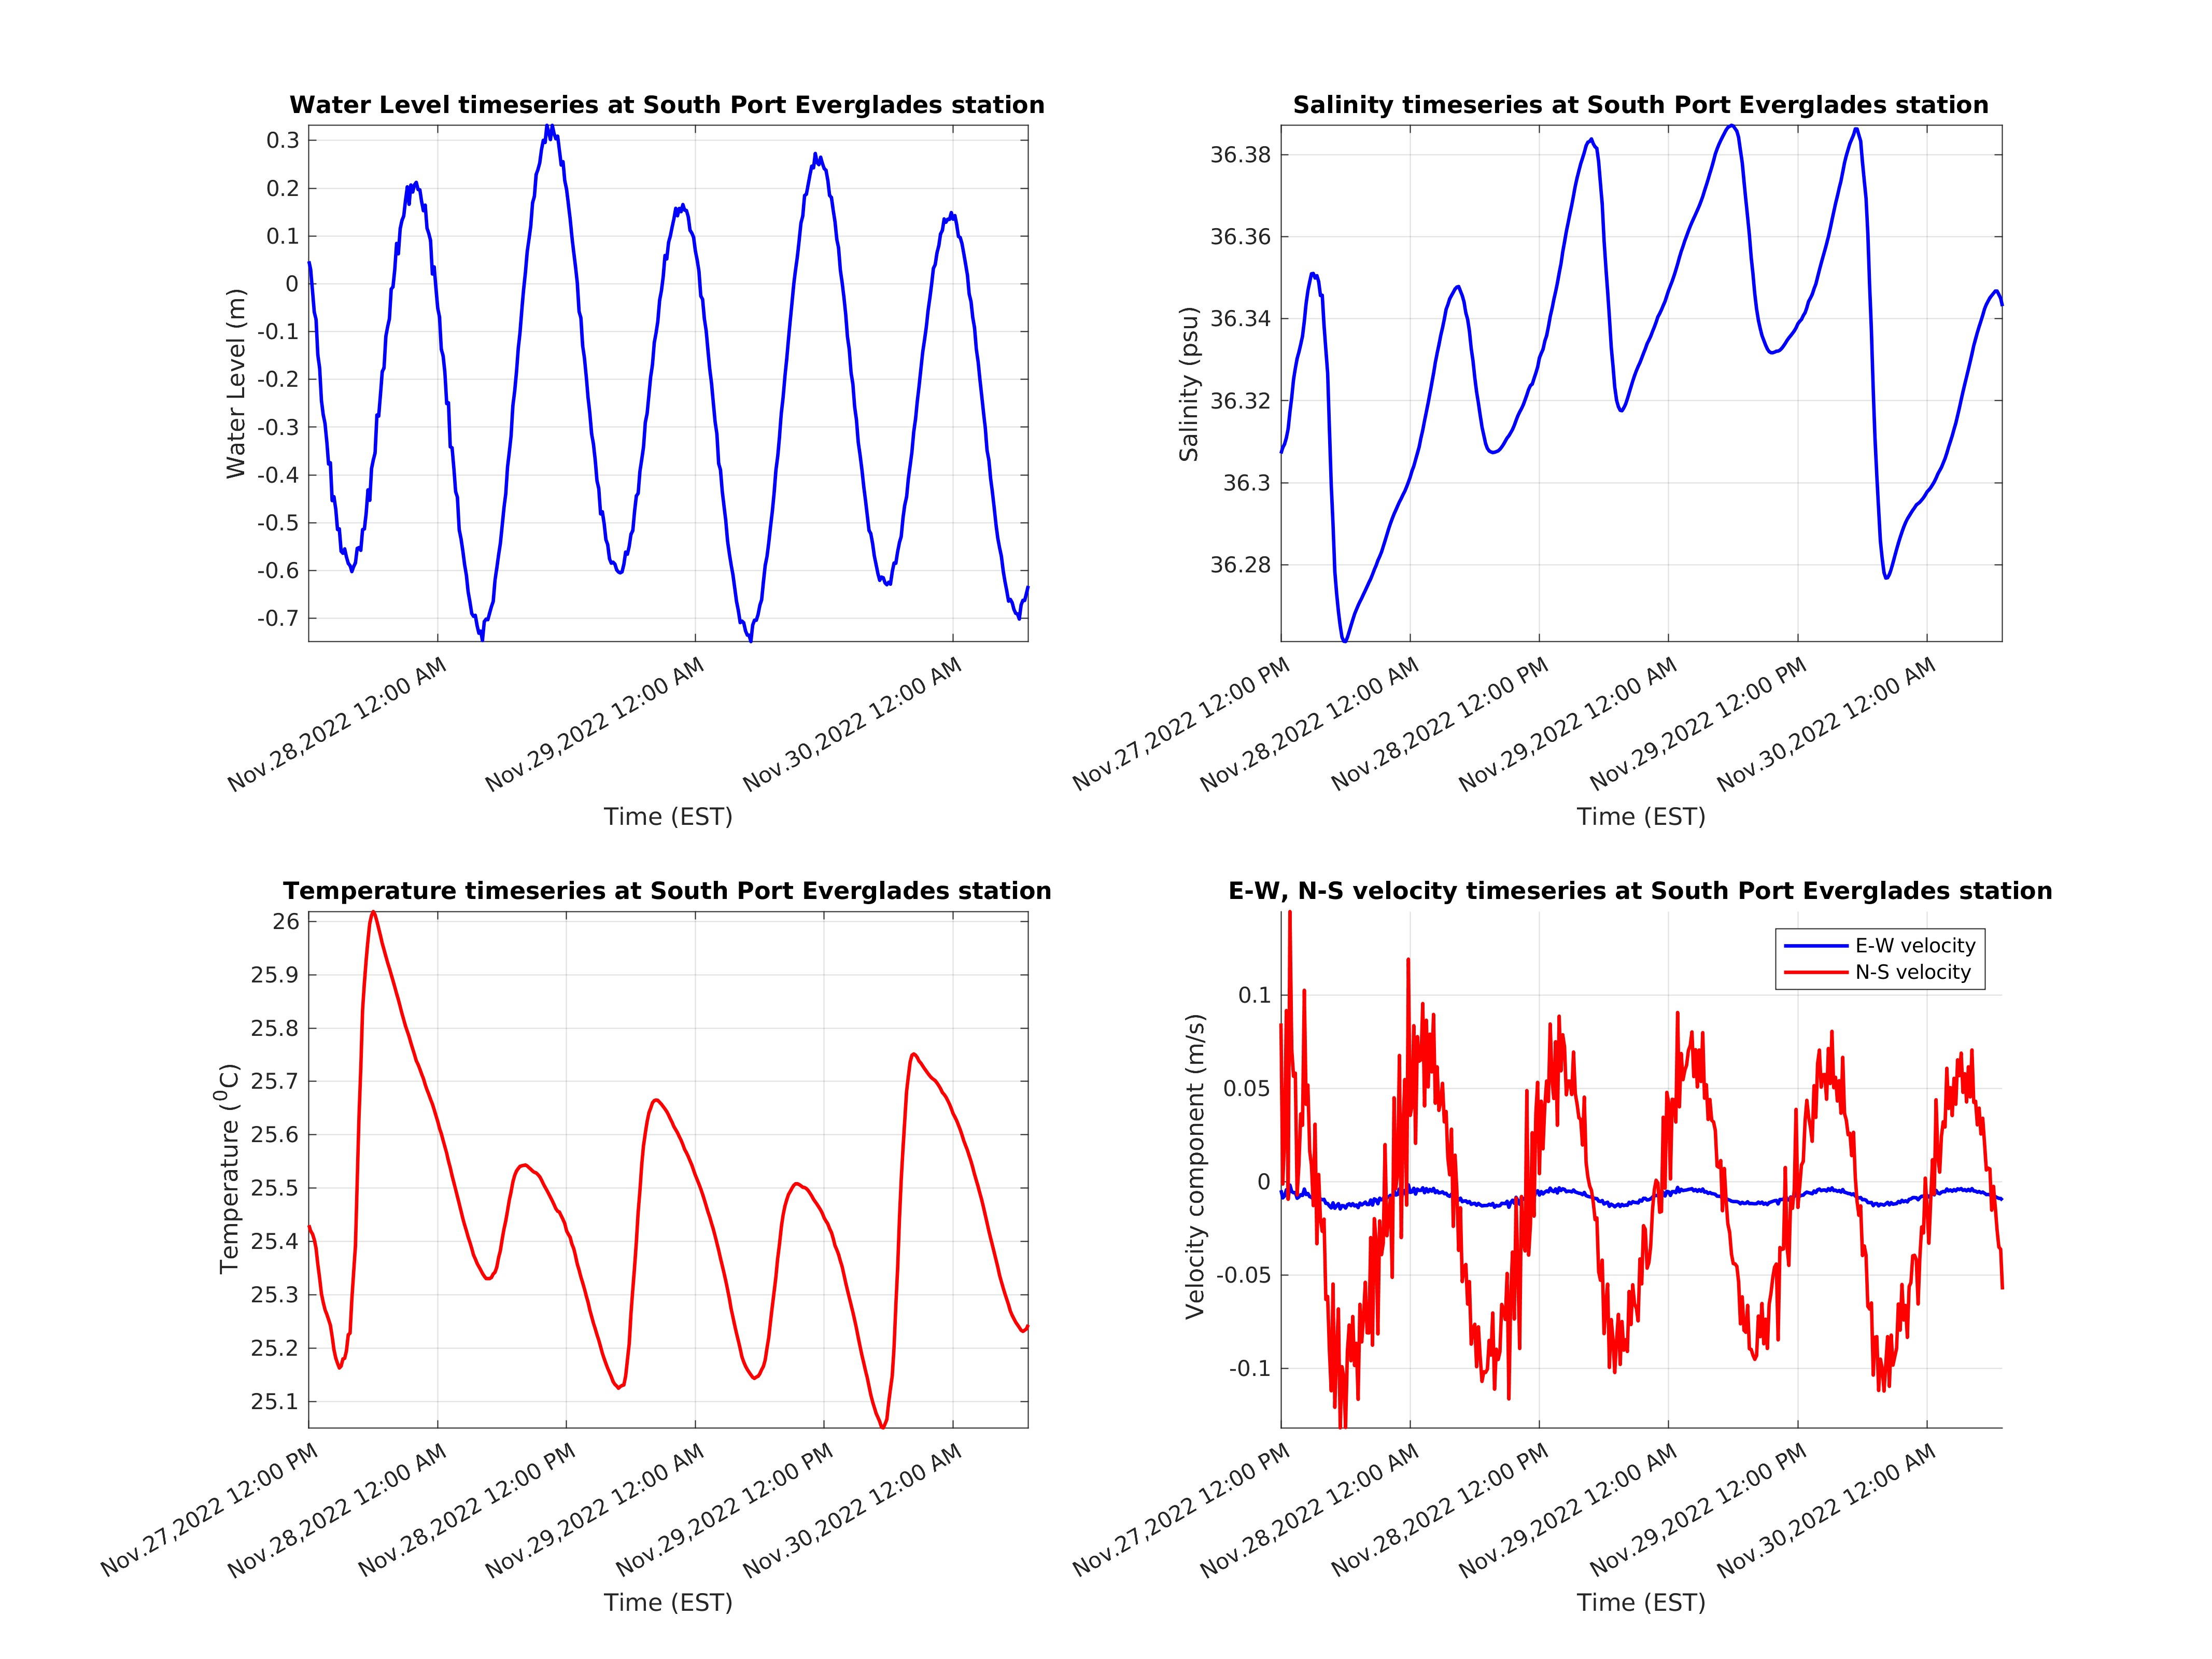 Water Level timeseries at South Port Everglades station
0.3
0.2
0.1
0
-0.1
-0.2
-0.3
-0.4
-0.5
-0.6
-0.7
Water Level (m)
Nov.28,2022 12:00 AM
Nov.29,2022 12:00 AM
Nov.30,2022 12:00 AM
Time (EST)
Salinity timeseries at South Port Everglades station
36.38
36.36
36.34
36.32
36.3
36.28
Salinity (psu)
Nov.27,2022 12:00 PM
Nov.28,2022 12:00 AM
Nov.28,2022 12:00 PM
Nov.29,2022 12:00 AM
Nov.29,2022 12:00 PM
Nov.30,2022 12:00 AM
Time (EST)
Temperature timeseries at South Port Everglades station
26
25.9
25.8
25.7
25.6
25.5
25.4
25.3
25.2
25.1
Temperature (⁰C)
Nov.27,2022 12:00 PM
Nov.28,2022 12:00 AM
Nov.28,2022 12:00 PM
Nov.29,2022 12:00 AM
Nov.29,2022 12:00 PM
Nov.30,2022 12:00 AM
Time (EST)
E-W, N-S velocity timeseries at South Port Everglades station
E-W velocity
N-S velocity
0.1
0.05
0
-0.05
-0.1
Velocity component (m/s)
Nov.27,2022 12:00 PM
Nov.28,2022 12:00 AM
Nov.28,2022 12:00 PM
Nov.29,2022 12:00 AM
Nov.29,2022 12:00 PM
Nov.30,2022 12:00 AM
Time (EST)